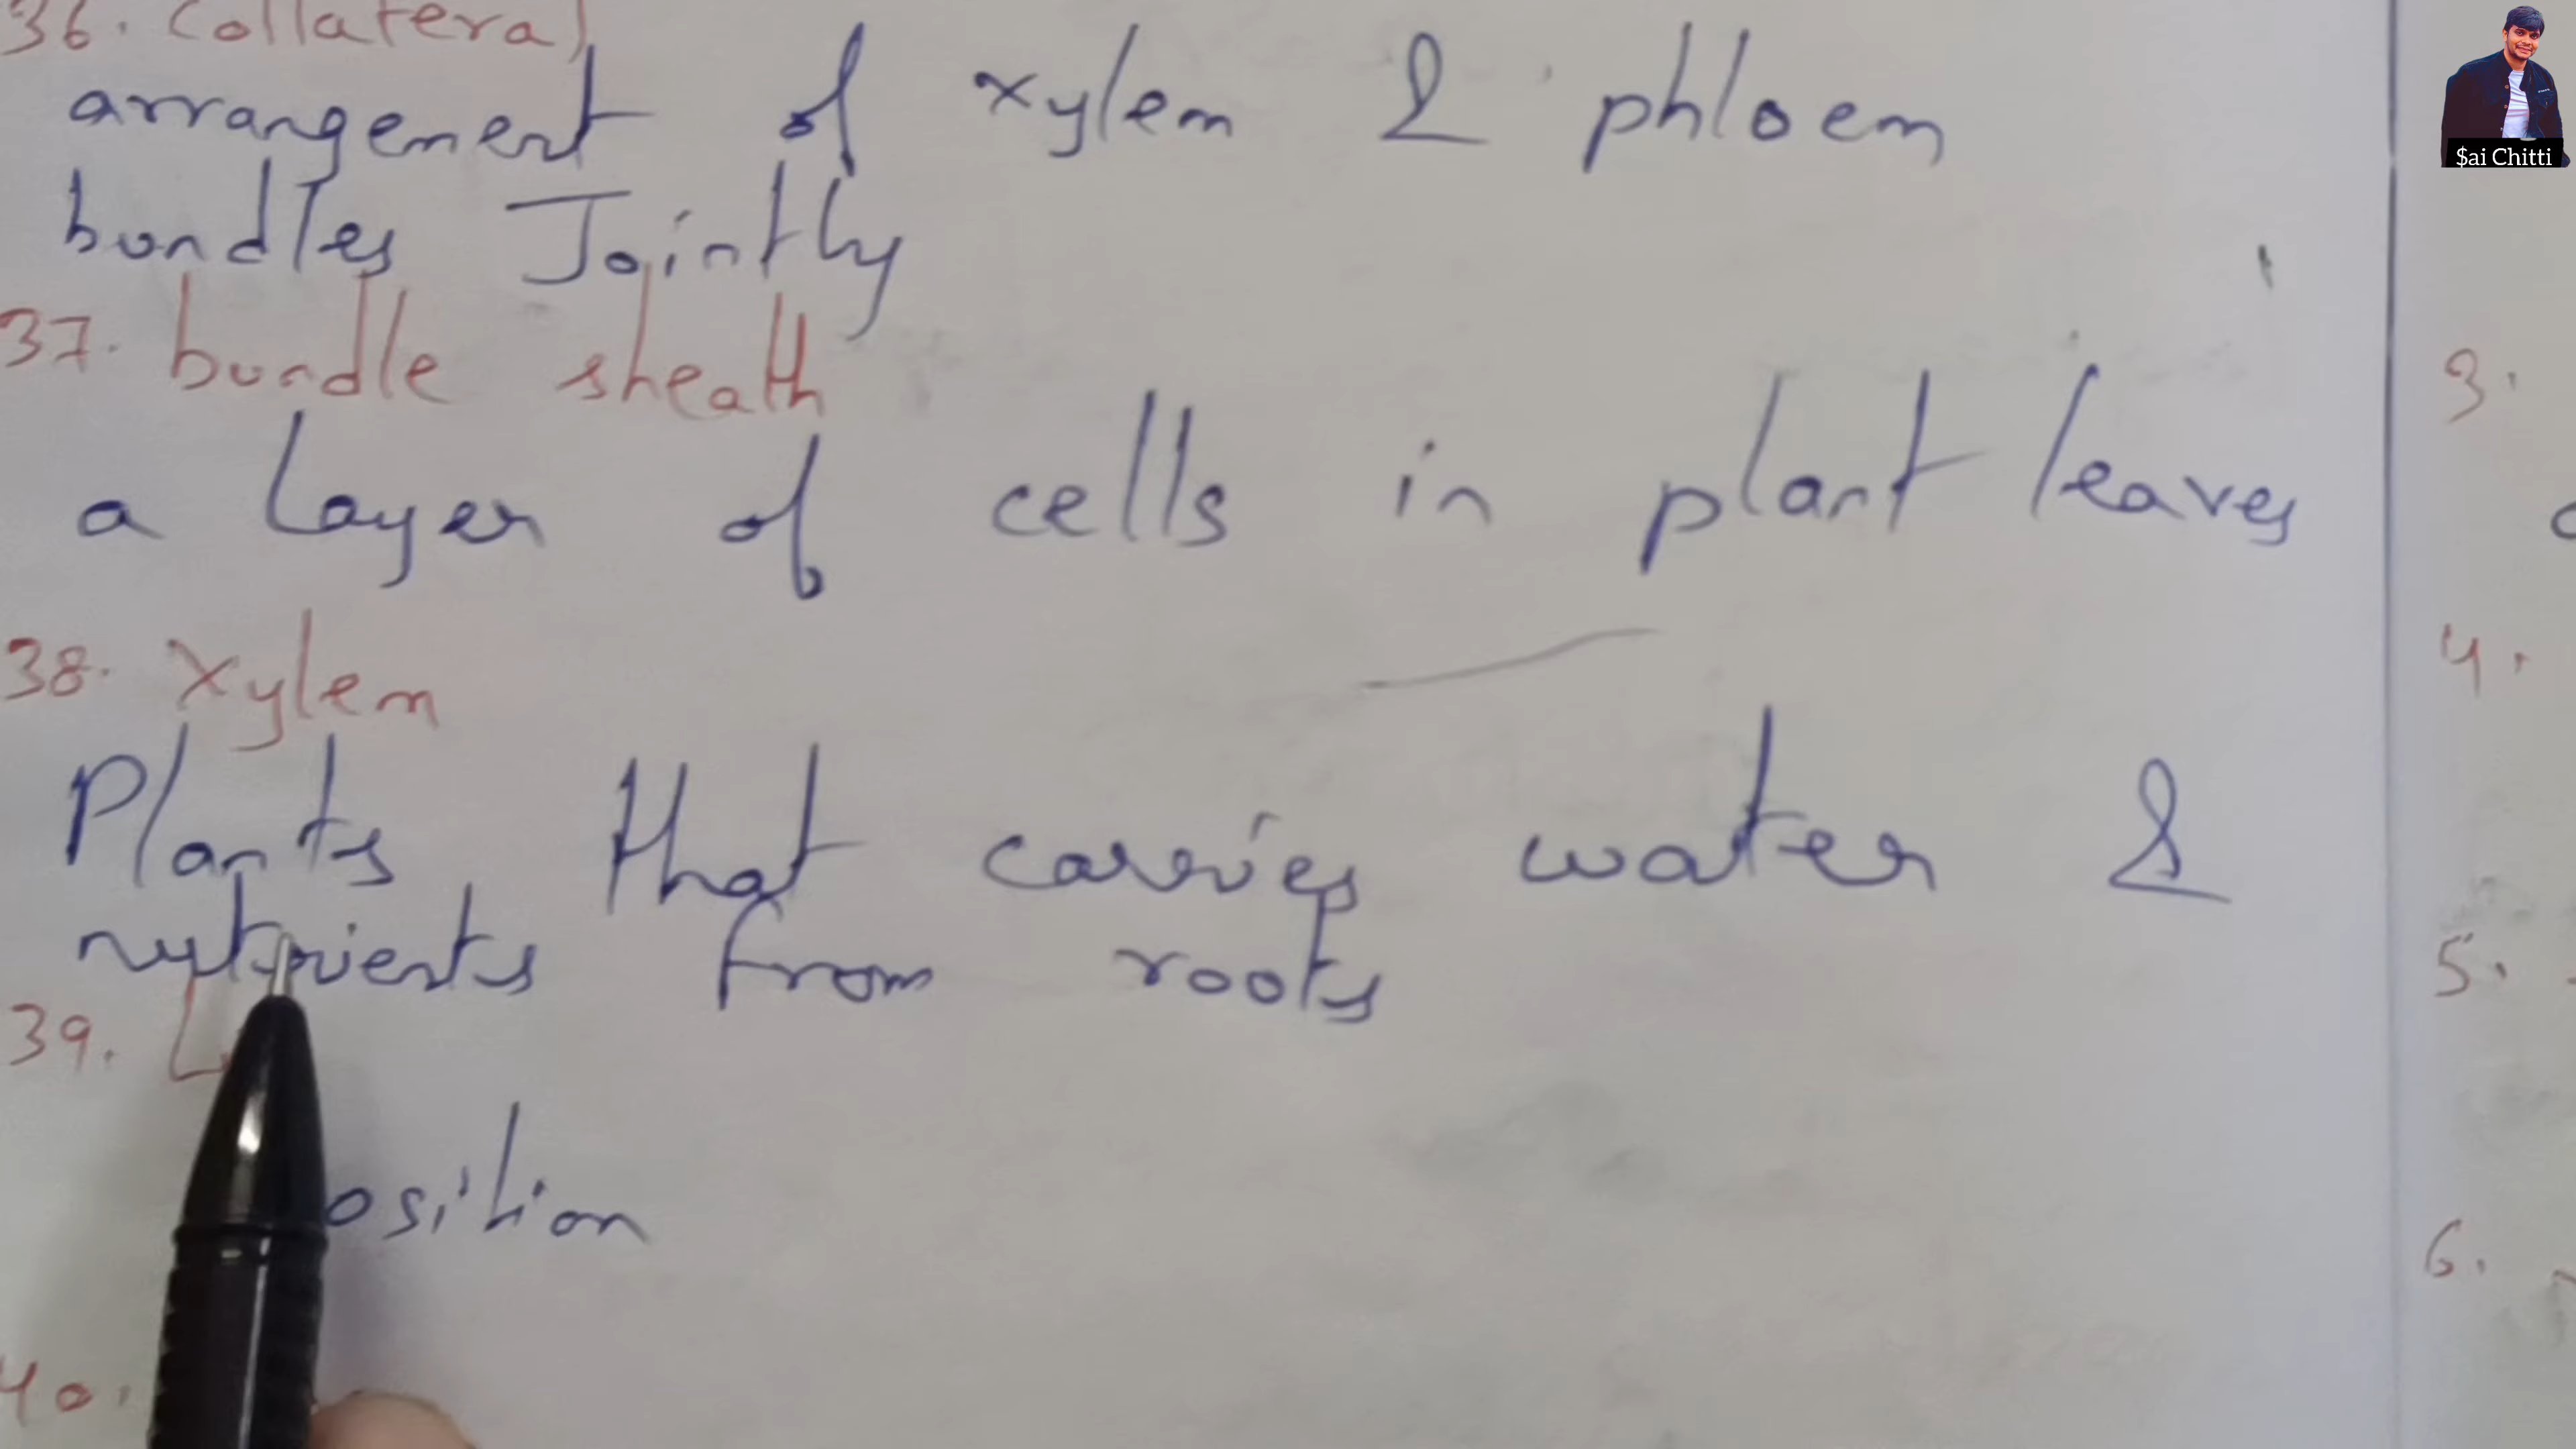 36. Collateral
arrangement of xylem & phloem
bundles Jointly
37. bundle sheath
a layer of cells in plant leaves
38. Xylem
Plants that carries water &
nutrients from roots
39.
osition
40.
3.
4.
5.
6.
$ai Chitti